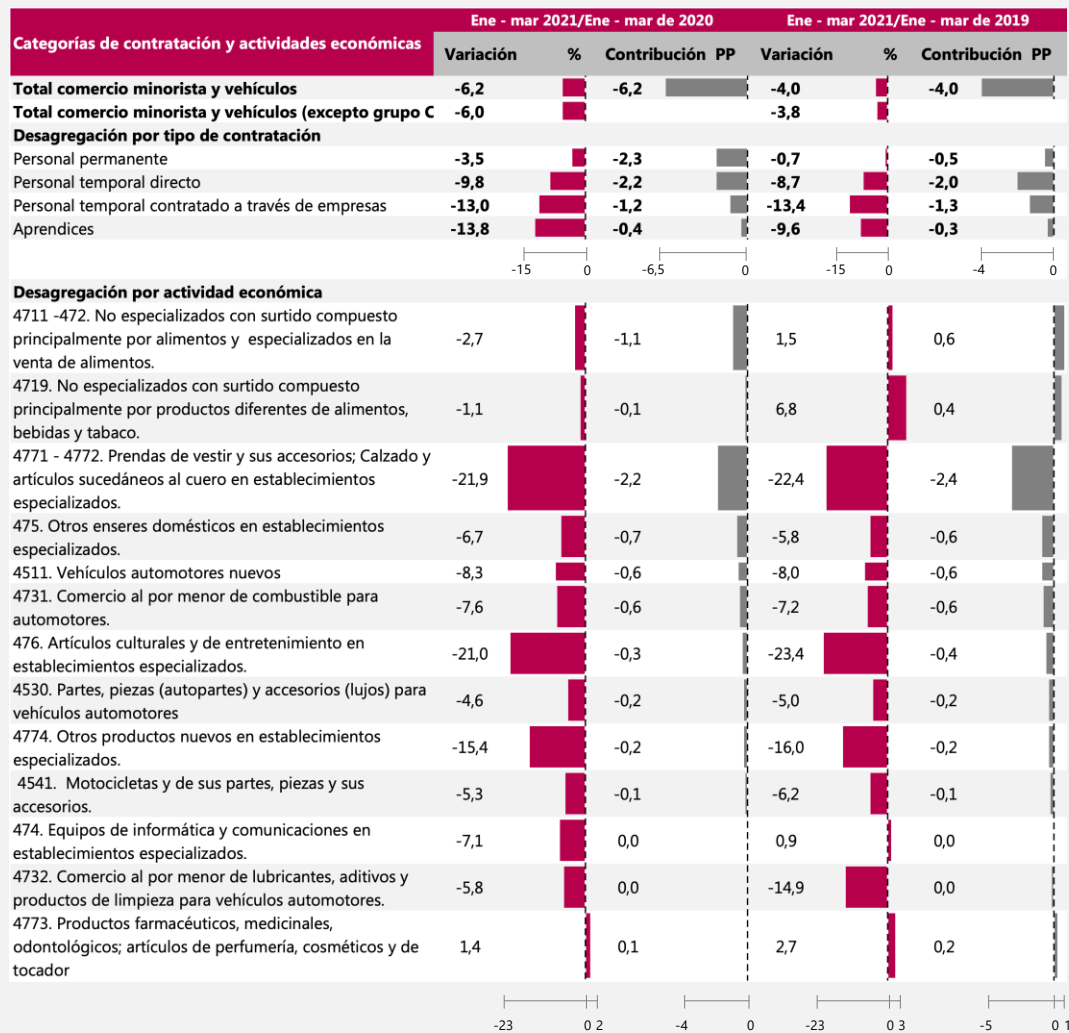 Ene - mar 2021/Ene - mar de 2020 Ene - mar 2021/Ene - mar de 2019
Categorías de contratación y actividades económicas Variación % Contribución PP Variación % Contribución PP
Total comercio minorista y vehículos -6,2 -6,2 -4,0 -4,0
Total comercio minorista y vehículos (excepto grupo C -6,0 -3,8
Desagregación por tipo de contratación
Personal permanente -3,5 -2,3 -0,7 -0,5
Personal temporal directo -9,8 -2,2 -8,7 -2,0
Personal temporal contratado a través de empresas -13,0 -1,2 -13,4 -1,3
Aprendices -13,8 -0,4 -9,6 -0,3
-15 0 -6,5 0 -15 0 -4 0
Desagregación por actividad económica
4711 -472. No especializados con surtido compuesto
principalmente por alimentos y especializados en la
venta de alimentos.
-2,7 -1,1 1,5 0,6
4719. No especializados con surtido compuesto
principalmente por productos diferentes de alimentos,
bebidas y tabaco.
-1,1 -0,1 6,8 0,4
4771 - 4772. Prendas de vestir y sus accesorios; Calzado y
artículos sucedáneos al cuero en establecimientos
especializados.
-21,9 -2,2 -22,4 -2,4
475. Otros enseres domésticos en establecimientos
especializados.
-6,7 -0,7 -5,8 -0,6
4511. Vehículos automotores nuevos -8,3 -0,6 -8,0 -0,6
4731. Comercio al por menor de combustible para
automotores.
-7,6 -0,6 -7,2 -0,6
476. Artículos culturales y de entretenimiento en
establecimientos especializados.
-21,0 -0,3 -23,4 -0,4
4530. Partes, piezas (autopartes) y accesorios (lujos) para
vehículos automotores
-4,6 -0,2 -5,0 -0,2
4774. Otros productos nuevos en establecimientos
especializados.
-15,4 -0,2 -16,0 -0,2
4541. Motocicletas y de sus partes, piezas y sus
accesorios.
-5,3 -0,1 -6,2 -0,1
474. Equipos de informática y comunicaciones en
establecimientos especializados.
-7,1 0,0 0,9 0,0
4732. Comercio al por menor de lubricantes, aditivos y
productos de limpieza para vehículos automotores.
-5,8 0,0 -14,9 0,0
4773. Productos farmacéuticos, medicinales,
odontológicos; artículos de perfumería, cosméticos y de
tocador
1,4 0,1 2,7 0,2
-23 0 2 -4 0 -23 0 3 -5 0 1